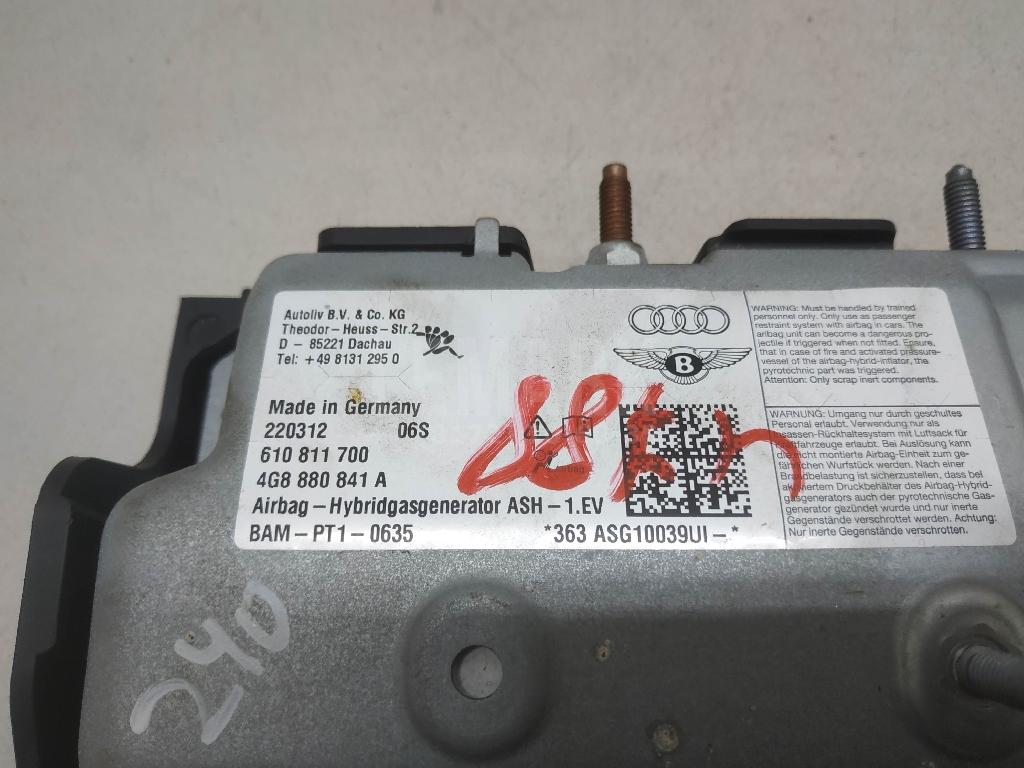 Autoliv B.V. & Co. KG
Theodor-Heuss-Str.2
D - 85221 Dachau
Tel: +49 8131 295 0
Made in Germany
220312 06S
610 811 700
4G8 880 841 A
Airbag-Hybridgasgenerator ASH-1.EV
BAM-PT1-0635 *363 ASG10039UI- *
B
WARNING: Must be handled by trained
personnel only. Only use as passenger
restraint system with airbag in cars. The
airbag unit can become a dangerous pro-
jectile if triggered when not fitted. Ensure,
that in case of fire and activated pressure-
vessel of the airbag-hybrid-inflator, the
pyrotechnic part was triggered.
Attention: Only scrap inert components.
WARNUNG: Umgang nur durch geschultes
Personal erlaubt. Verwendung nur als
Insassen-Rückhaltesystem mit Luftsack für
Kraftfahrzeuge erlaubt. Bei Auslösung kann
die nicht montierte Airbag-Einheit zum ge-
fährlichen Wurfstück werden. Nach einer
Brandbelastung ist sicherzustellen, dass bei
aktiviertem Druckbehälter des Airbag-Hybrid-
gasgenerators auch der pyrotechnische Gas-
generator gezündet wurde und nur inerte
Gegenstände verschrottet werden. Achtung:
Nur inerte Gegenstände verschrotten.
240